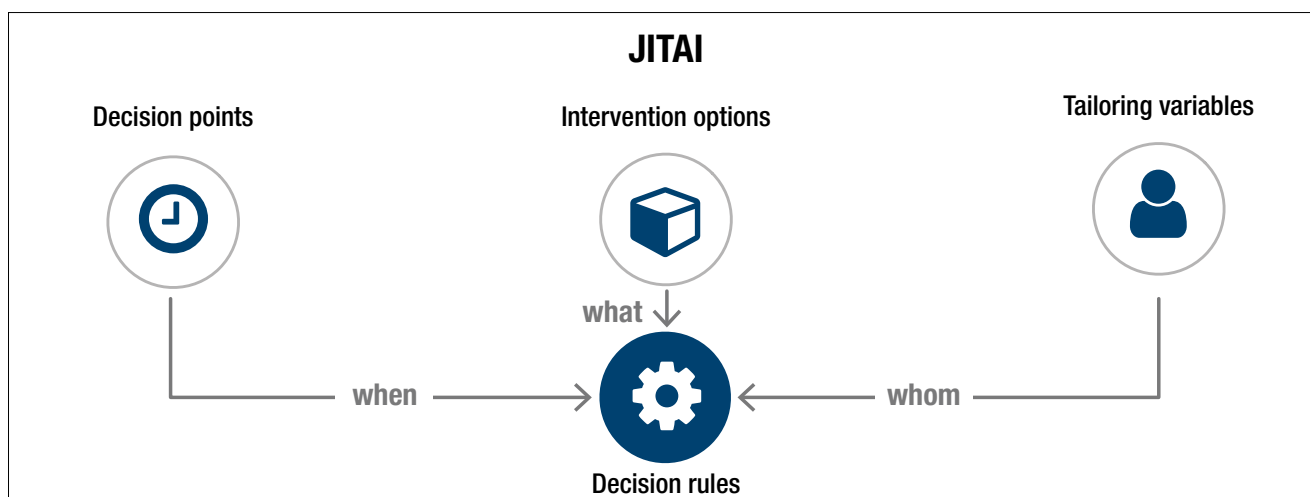 JITAI
Decision points
Intervention options
Tailoring variables
what
when
whom
Decision rules